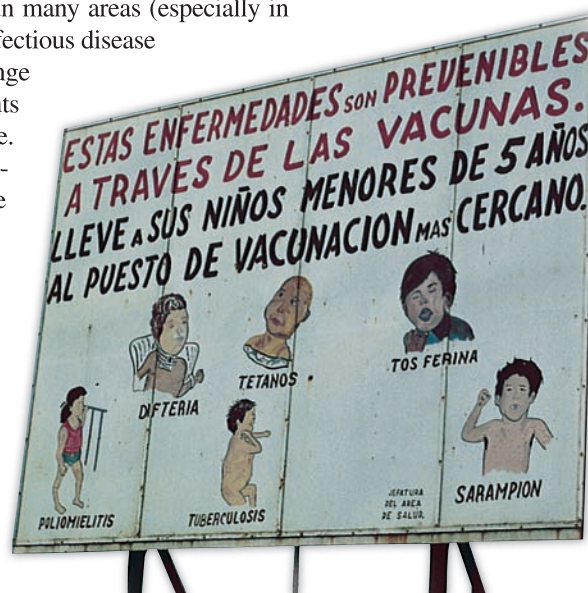 in many areas (especially in
fectious disease
nge
nts
e.
-
e
ESTAS ENFERMEDADES SON PREVENIBLES
A TRAVES DE LAS VACUNAS.
LLEVE A SUS NIÑOS MENORES DE 5 AÑOS
AL PUESTO DE VACUNACION MAS CERCANO.
TOS FERINA
TETANOS
DIFTERIA
SARAMPION
JEFATURA
DEL AREA
DE SALUD.
TUBERCULOSIS
POLIOMIELITIS